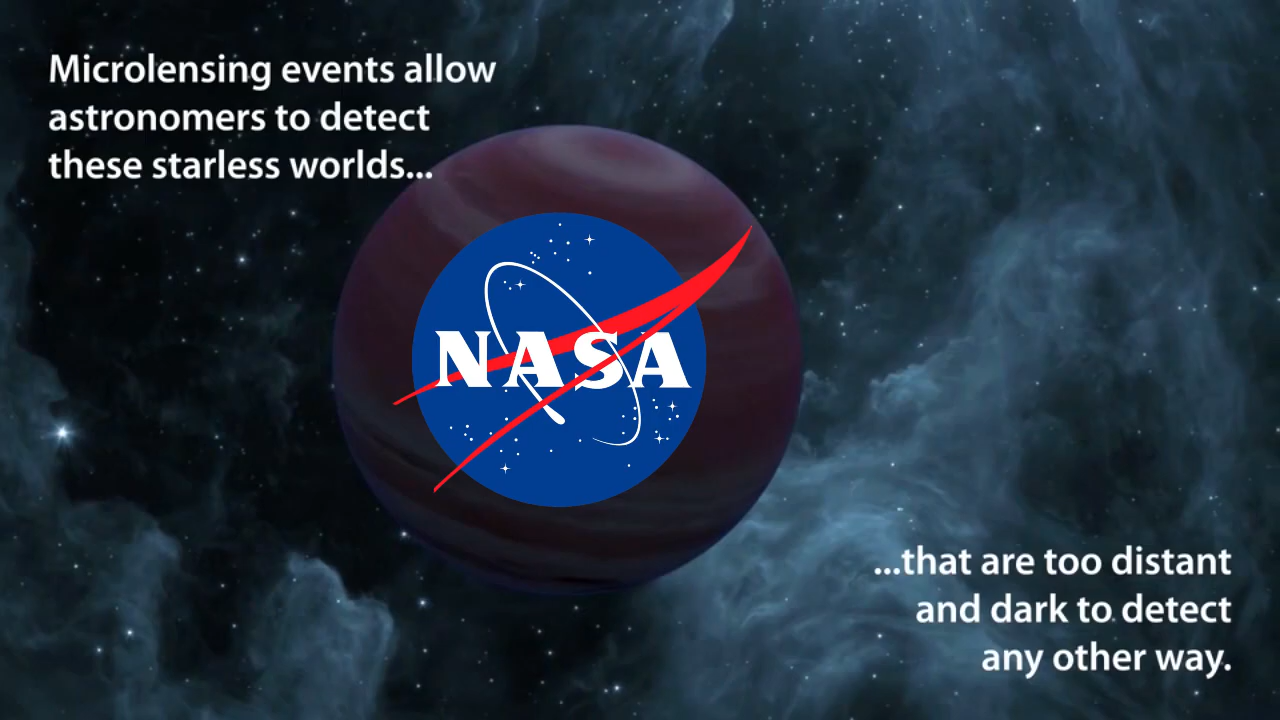 Microlensing events allow
astronomers to detect
these starless worlds...
NASA
...that are too distant
and dark to detect
any other way.